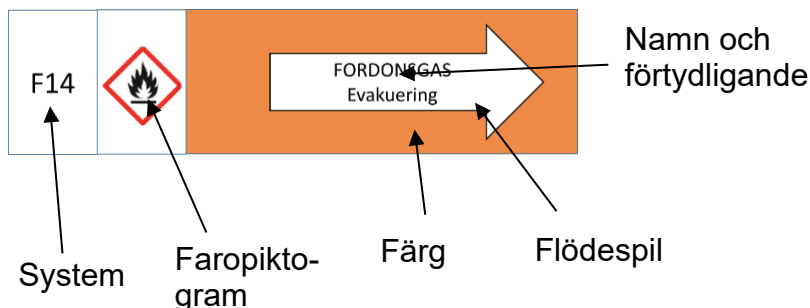 F14
FORDONSGAS
Evakuering
Namn och
förtydligande
System
Faropikto-
gram
Färg
Flödespil